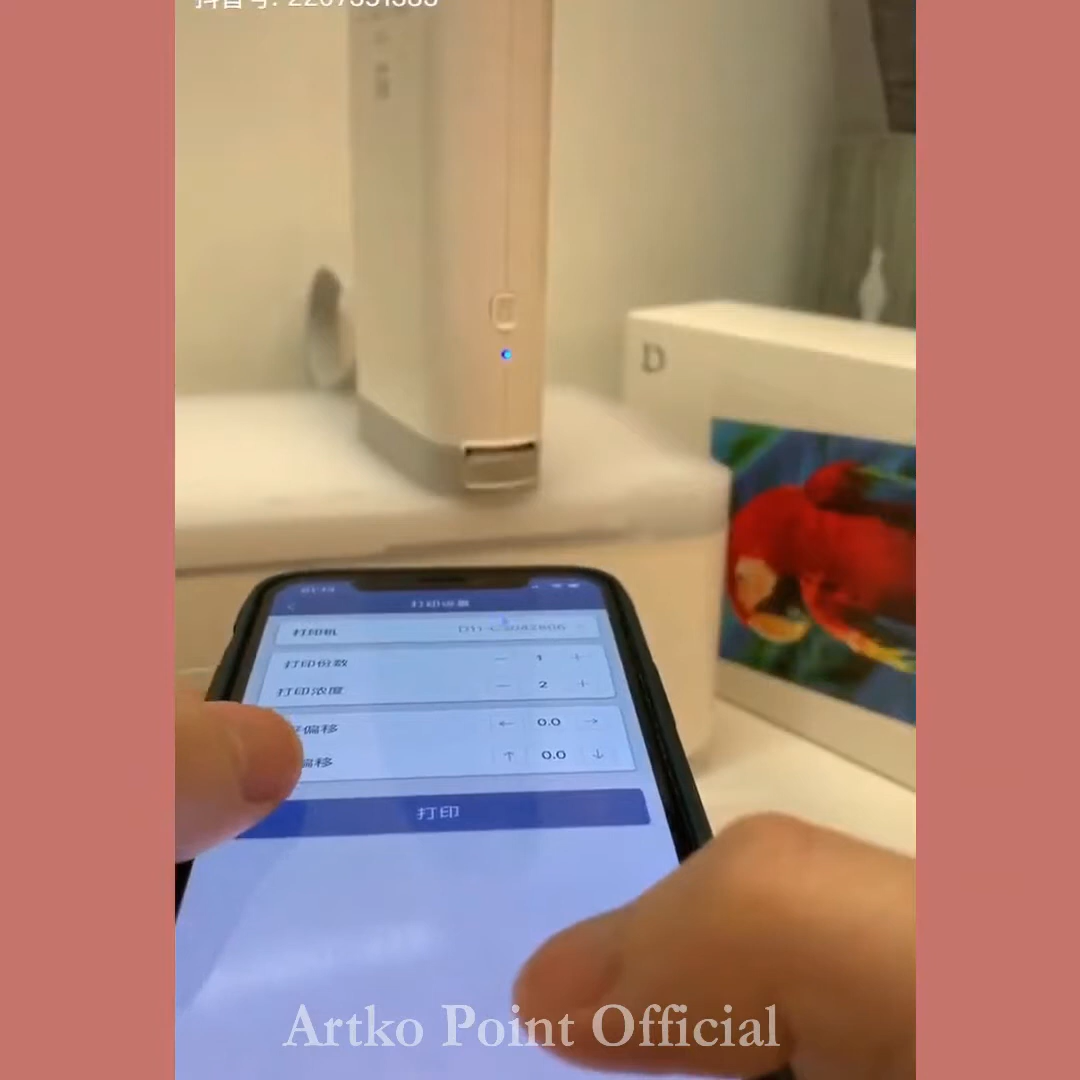 D
打印设置
打印机
打印份数 − 1 +
打印浓度 − 2 +
偏移 ← 0.0 →
偏移 ↑ 0.0 ↓
打印
Artko Point Official